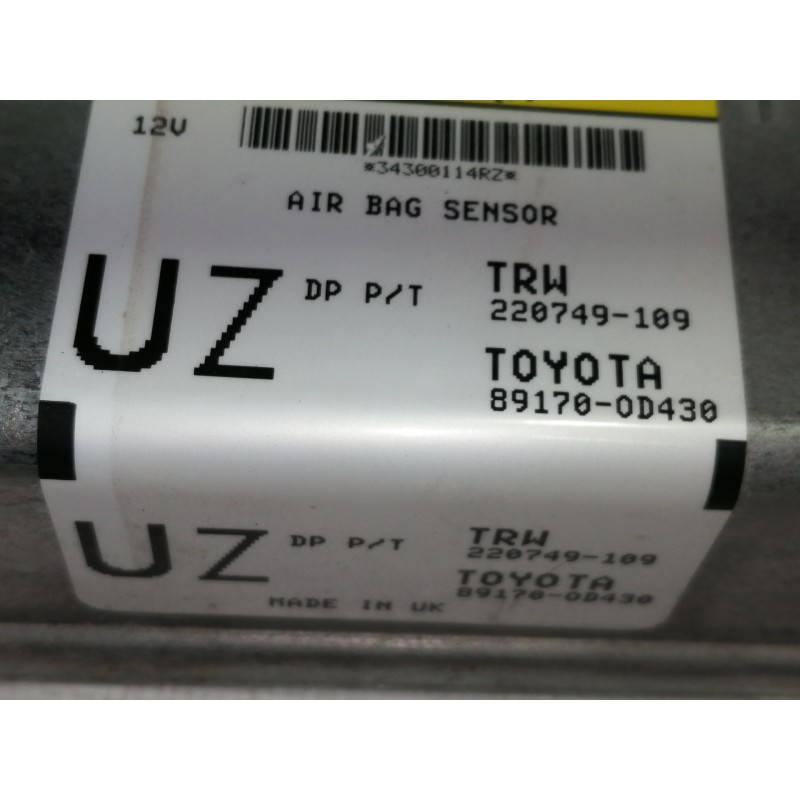 12V
*34300114RZ*
AIR BAG SENSOR
UZ DP P/T TRW
220749-109
TOYOTA
89170-0D430
UZ DP P/T TRW
220749-109
TOYOTA
89170-0D430
MADE IN UK